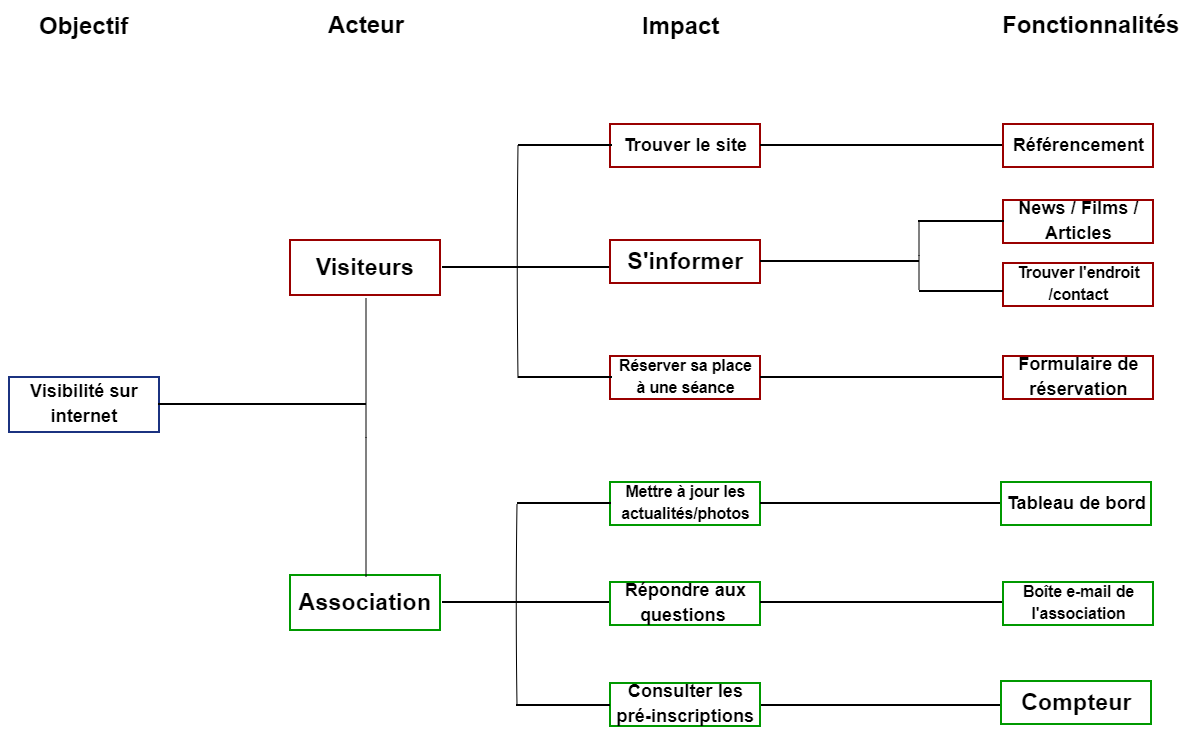 Objectif
Acteur
Impact
Fonctionnalités
Trouver le site
Référencement
News / Films /
Articles
Visiteurs
S'informer
Trouver l'endroit
/contact
Réserver sa place
à une séance
Formulaire de
réservation
Visibilité sur
internet
Mettre à jour les
actualités/photos
Tableau de bord
Association
Répondre aux
questions
Boîte e-mail de
l'association
Consulter les
pré-inscriptions
Compteur